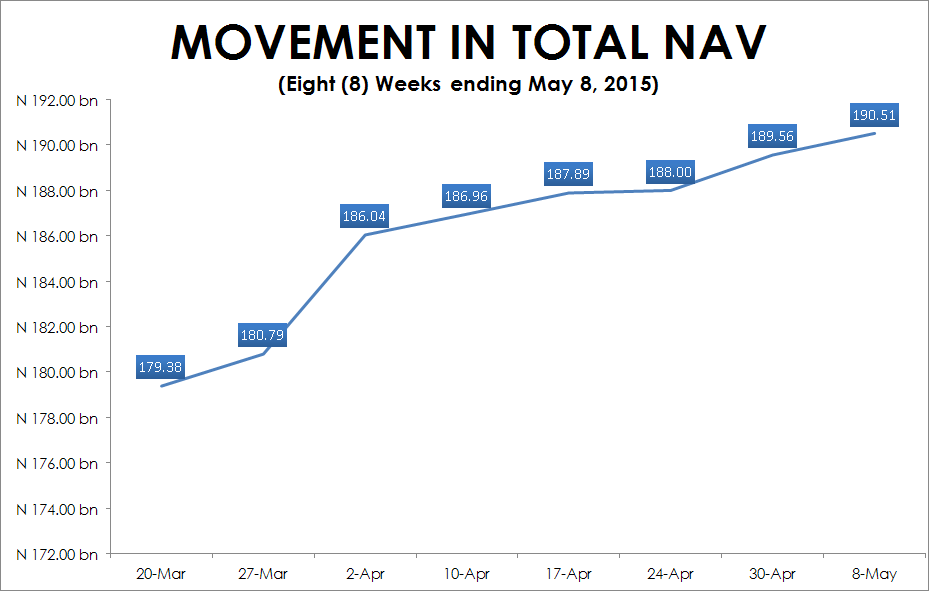 MOVEMENT IN TOTAL NAV
(Eight (8) Weeks ending May 8, 2015)
N 192.00 bn
N 190.00 bn
N 188.00 bn
N 186.00 bn
N 184.00 bn
N 182.00 bn
N 180.00 bn
N 178.00 bn
N 176.00 bn
N 174.00 bn
N 172.00 bn
179.38
180.79
186.04
186.96
187.89
188.00
189.56
190.51
20-Mar 27-Mar 2-Apr 10-Apr 17-Apr 24-Apr 30-Apr 8-May